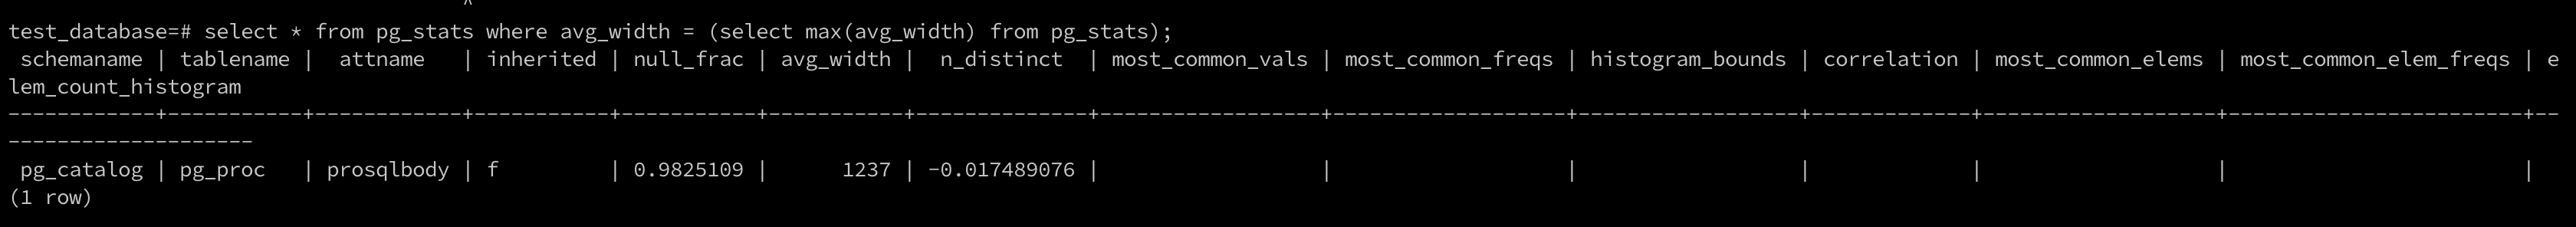 test_database=# select * from pg_stats where avg_width = (select max(avg_width) from pg_stats);
 schemaname | tablename |  attname   | inherited | null_frac | avg_width |  n_distinct  | most_common_vals | most_common_freqs | histogram_bounds | correlation | most_common_elems | most_common_elem_freqs | e
lem_count_histogram
------------+-----------+------------+-----------+-----------+-----------+--------------+------------------+-------------------+------------------+-------------+-------------------+------------------------+--
--------------------
 pg_catalog | pg_proc   | prosqlbody | f         | 0.9825109 |      1237 | -0.017489076 |                  |                   |                  |             |                   |                        |
(1 row)